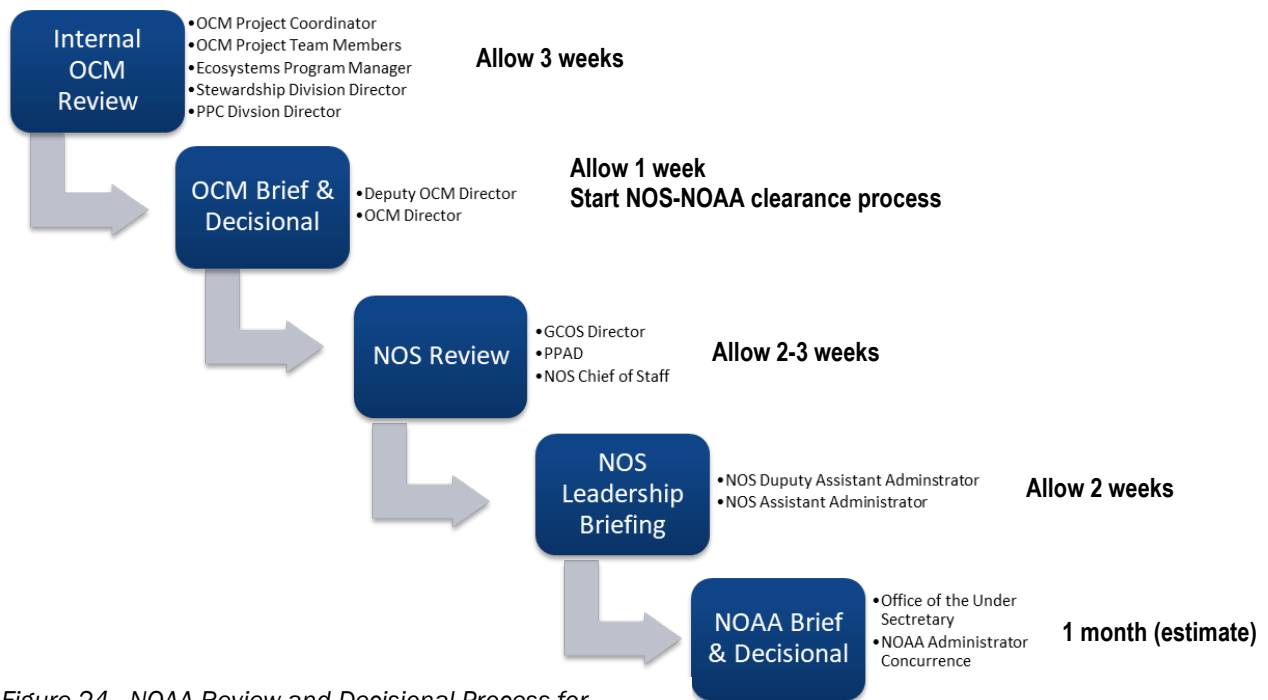 Internal
OCM
Review
•OCM Project Coordinator
•OCM Project Team Members
•Ecosystems Program Manager
•Stewardship Division Director
•PPC Divsion Director
Allow 3 weeks
OCM Brief &
Decisional
•Deputy OCM Director
•OCM Director
Allow 1 week
Start NOS-NOAA clearance process
NOS Review
•GCOS Director
•PPAD
•NOS Chief of Staff
Allow 2-3 weeks
NOS
Leadership
Briefing
•NOS Duputy Assistant Adminstrator
•NOS Assistant Administrator
Allow 2 weeks
NOAA Brief
& Decisional
•Office of the Under
Sectretary
•NOAA Administrator
Concurrence
1 month (estimate)
Figure 24. NOAA Review and Decisional Process for